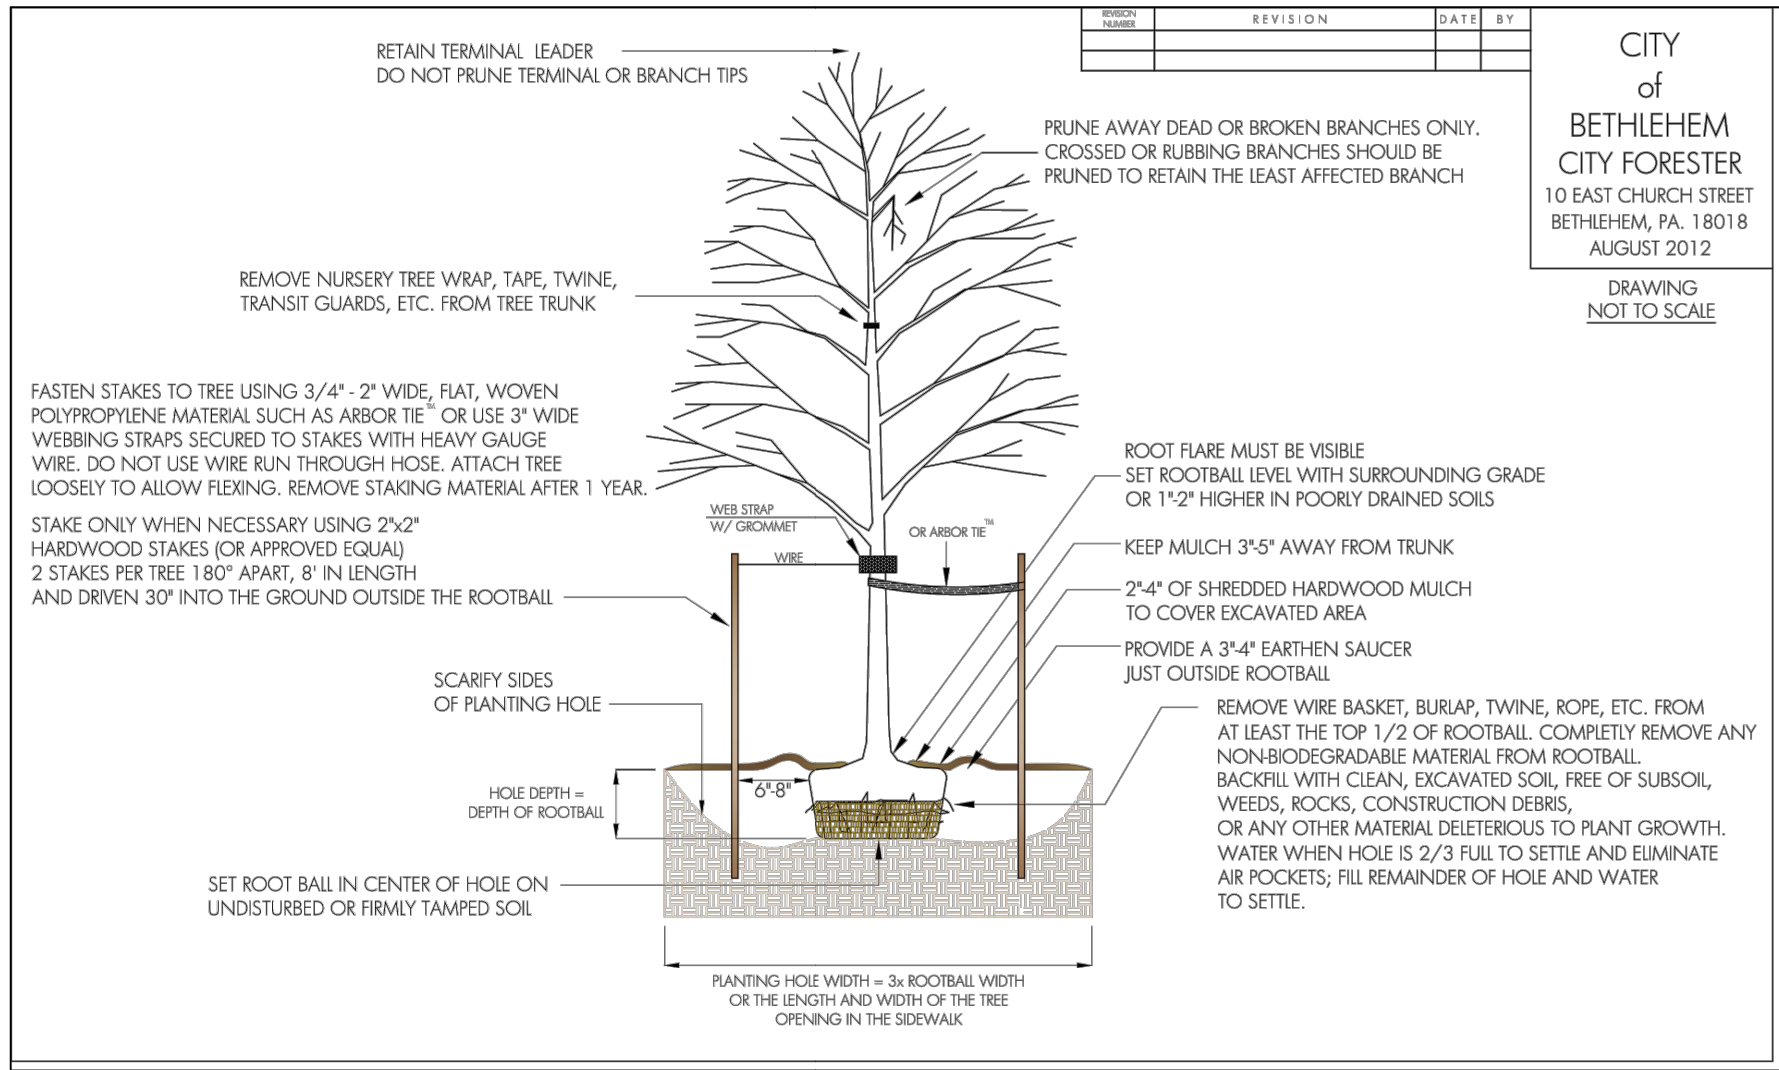 REVISION NUMBER
REVISION
DATE
BY
CITY
of
BETHLEHEM
CITY FORESTER
10 EAST CHURCH STREET
BETHLEHEM, PA. 18018
AUGUST 2012
DRAWING
NOT TO SCALE
RETAIN TERMINAL LEADER
DO NOT PRUNE TERMINAL OR BRANCH TIPS
PRUNE AWAY DEAD OR BROKEN BRANCHES ONLY.
CROSSED OR RUBBING BRANCHES SHOULD BE
PRUNED TO RETAIN THE LEAST AFFECTED BRANCH
REMOVE NURSERY TREE WRAP, TAPE, TWINE,
TRANSIT GUARDS, ETC. FROM TREE TRUNK
FASTEN STAKES TO TREE USING 3/4" - 2" WIDE, FLAT, WOVEN
POLYPROPYLENE MATERIAL SUCH AS ARBOR TIE™ OR USE 3" WIDE
WEBBING STRAPS SECURED TO STAKES WITH HEAVY GAUGE
WIRE. DO NOT USE WIRE RUN THROUGH HOSE. ATTACH TREE
LOOSELY TO ALLOW FLEXING. REMOVE STAKING MATERIAL AFTER 1 YEAR.
STAKE ONLY WHEN NECESSARY USING 2"x2"
HARDWOOD STAKES (OR APPROVED EQUAL)
2 STAKES PER TREE 180° APART, 8' IN LENGTH
AND DRIVEN 30" INTO THE GROUND OUTSIDE THE ROOTBALL
WEB STRAP
W/ GROMMET
WIRE
OR ARBOR TIE™
ROOT FLARE MUST BE VISIBLE
SET ROOTBALL LEVEL WITH SURROUNDING GRADE
OR 1"-2" HIGHER IN POORLY DRAINED SOILS
KEEP MULCH 3"-5" AWAY FROM TRUNK
2"-4" OF SHREDDED HARDWOOD MULCH
TO COVER EXCAVATED AREA
PROVIDE A 3"-4" EARTHEN SAUCER
JUST OUTSIDE ROOTBALL
SCARIFY SIDES
OF PLANTING HOLE
REMOVE WIRE BASKET, BURLAP, TWINE, ROPE, ETC. FROM
AT LEAST THE TOP 1/2 OF ROOTBALL. COMPLETLY REMOVE ANY
NON-BIODEGRADABLE MATERIAL FROM ROOTBALL.
BACKFILL WITH CLEAN, EXCAVATED SOIL, FREE OF SUBSOIL,
WEEDS, ROCKS, CONSTRUCTION DEBRIS,
OR ANY OTHER MATERIAL DELETERIOUS TO PLANT GROWTH.
WATER WHEN HOLE IS 2/3 FULL TO SETTLE AND ELIMINATE
AIR POCKETS; FILL REMAINDER OF HOLE AND WATER
TO SETTLE.
6"-8"
HOLE DEPTH =
DEPTH OF ROOTBALL
SET ROOT BALL IN CENTER OF HOLE ON
UNDISTURBED OR FIRMLY TAMPED SOIL
PLANTING HOLE WIDTH = 3x ROOTBALL WIDTH
OR THE LENGTH AND WIDTH OF THE TREE
OPENING IN THE SIDEWALK